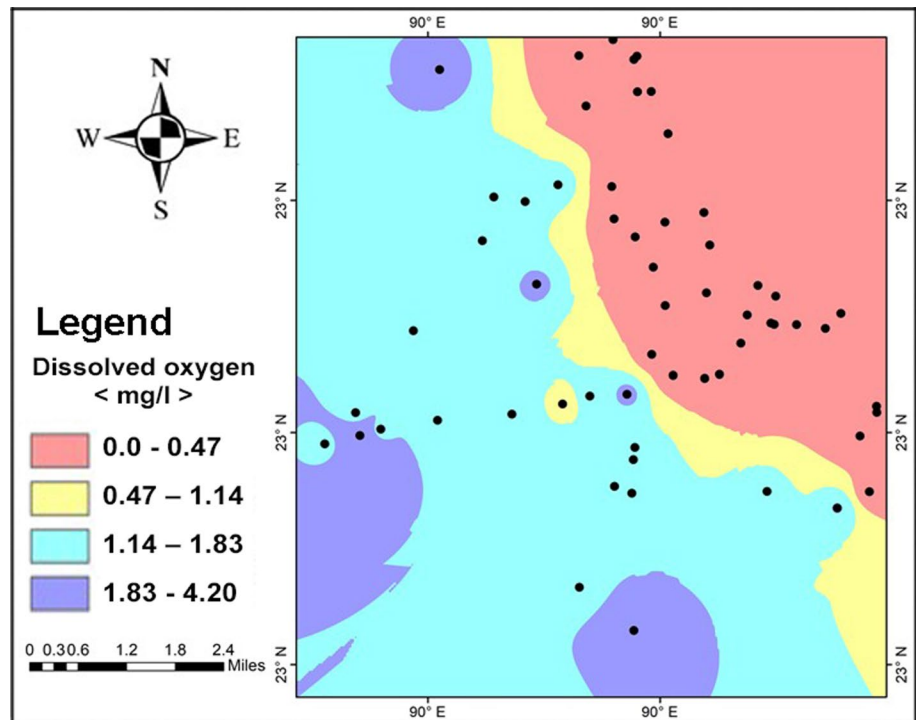 90° E 90° E
N
W E
S
23° N 23° N
Legend
Dissolved oxygen
< mg/l >
0.0 - 0.47
0.47 – 1.14
23° N 23° N
1.14 – 1.83
1.83 - 4.20
0 0.30.6 1.2 1.8 2.4
Miles
23° N 23° N
90° E 90° E